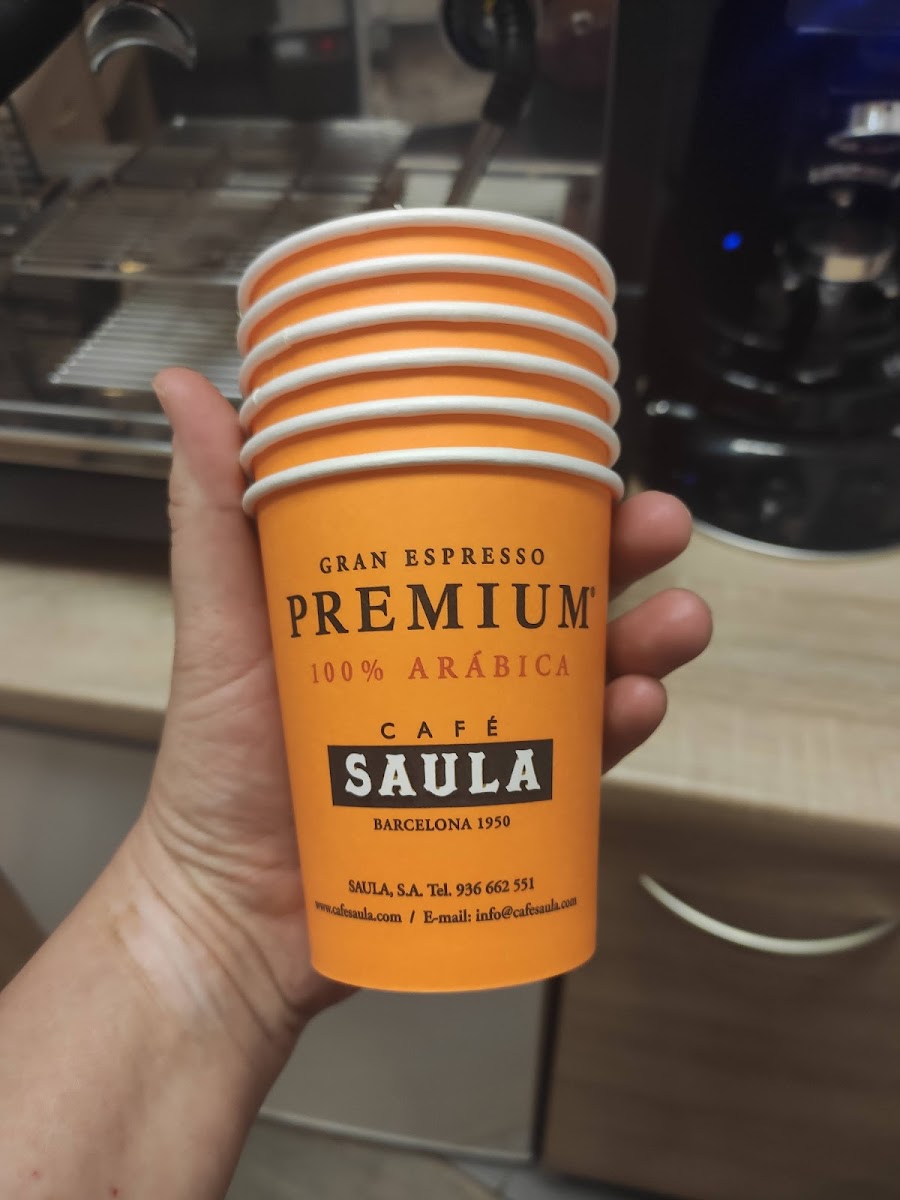 GRAN ESPRESSO
PREMIUM®
100% ARÁBICA
CAFÉ
SAULA
BARCELONA 1950
SAULA, S.A. Tel. 936 662 551
www.cafesaula.com / E-mail: info@cafesaula.com